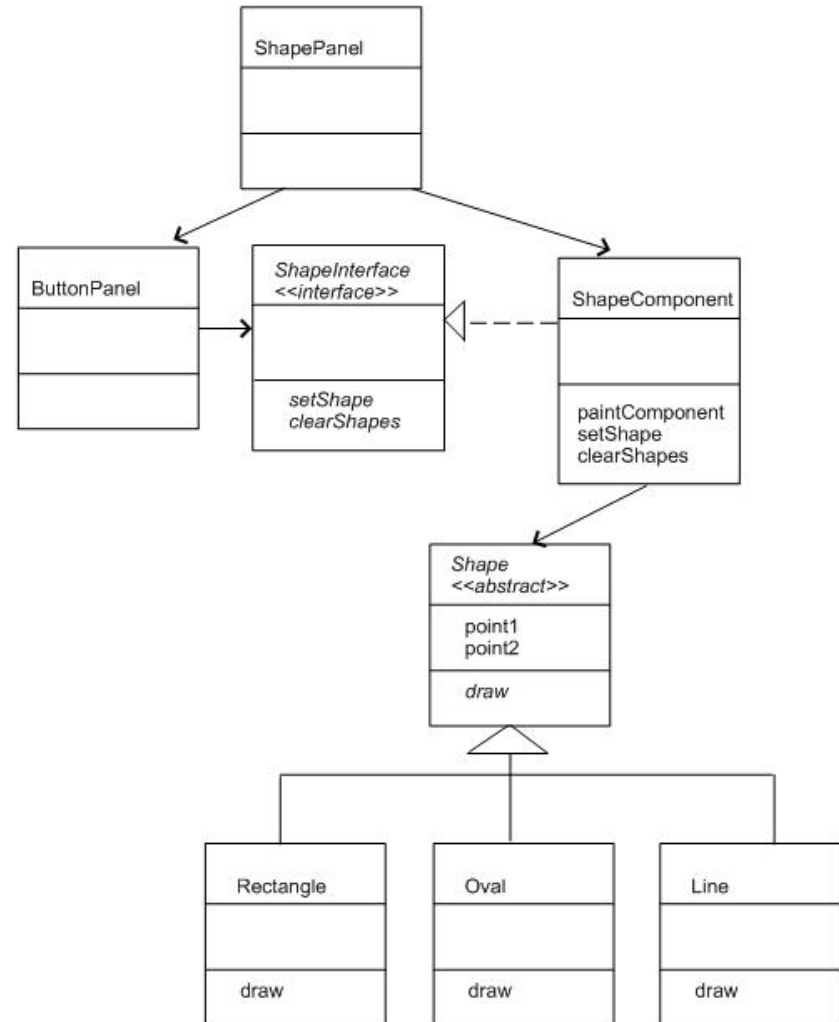 ShapePanel
ButtonPanel
ShapeInterface
<<interface>>
setShape
clearShapes
ShapeComponent
paintComponent
setShape
clearShapes
Shape
<<abstract>>
point1
point2
draw
Rectangle
draw
Oval
draw
Line
draw